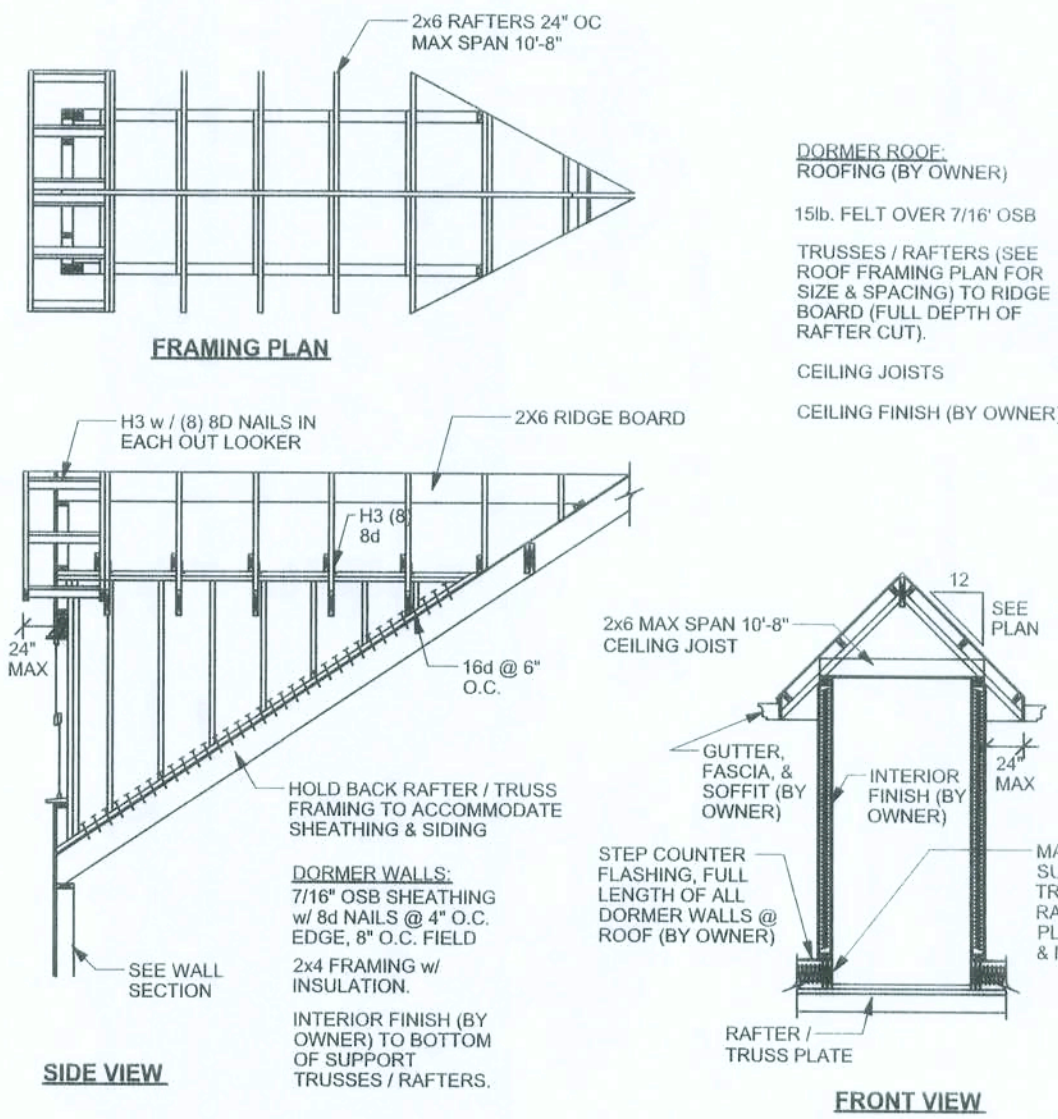 2x6 RAFTERS 24" OC
MAX SPAN 10'-8"
FRAMING PLAN
DORMER ROOF:
ROOFING (BY OWNER)
15lb. FELT OVER 7/16' OSB
TRUSSES / RAFTERS (SEE
ROOF FRAMING PLAN FOR
SIZE & SPACING) TO RIDGE
BOARD (FULL DEPTH OF
RAFTER CUT).
CEILING JOISTS
CEILING FINISH (BY OWNER)
H3 w / (8) 8D NAILS IN
EACH OUT LOOKER
2X6 RIDGE BOARD
H3 (8)
8d
24"
MAX
16d @ 6"
O.C.
HOLD BACK RAFTER / TRUSS
FRAMING TO ACCOMMODATE
SHEATHING & SIDING
DORMER WALLS:
7/16" OSB SHEATHING
w/ 8d NAILS @ 4" O.C.
EDGE, 8" O.C. FIELD
2x4 FRAMING w/
INSULATION.
INTERIOR FINISH (BY
OWNER) TO BOTTOM
OF SUPPORT
TRUSSES / RAFTERS.
SEE WALL
SECTION
SIDE VIEW
12
SEE
PLAN
2x6 MAX SPAN 10'-8"
CEILING JOIST
GUTTER,
FASCIA, &
SOFFIT (BY
OWNER)
INTERIOR
FINISH (BY
OWNER)
24"
MAX
STEP COUNTER
FLASHING, FULL
LENGTH OF ALL
DORMER WALLS @
ROOF (BY OWNER)
RAFTER /
TRUSS PLATE
FRONT VIEW